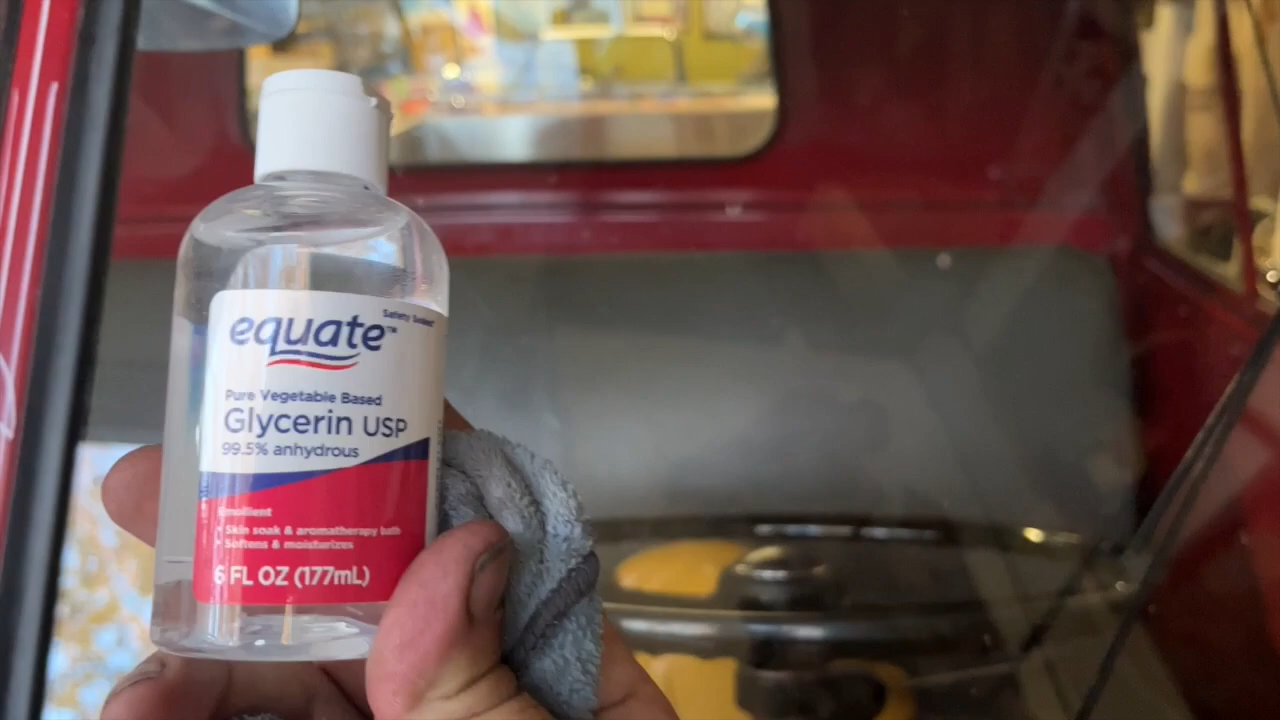 Safety Sealed
equate™
Pure Vegetable Based
Glycerin USP
99.5% anhydrous
Emollient
• Skin soak & aromatherapy bath
• Softens & moisturizes
6 FL OZ (177mL)